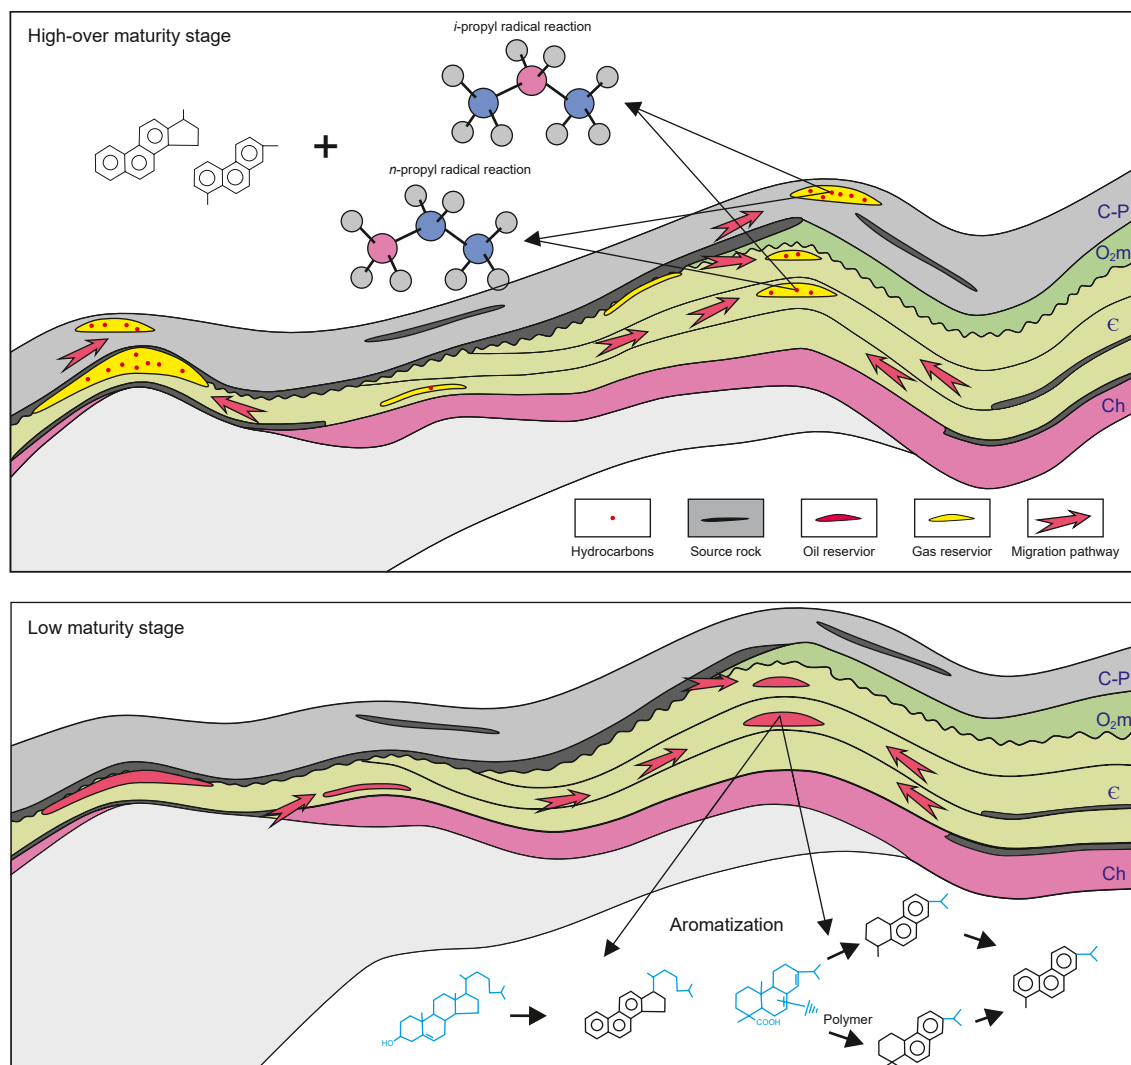 High-over maturity stage
i-propyl radical reaction
+
n-propyl radical reaction
C-P
O₂m
Є
Ch
Hydrocarbons
Source rock
Oil reservior
Gas reservior
Migration pathway
Low maturity stage
C-P
O₂m
Є
Ch
Aromatization
HO
COOH
Polymer